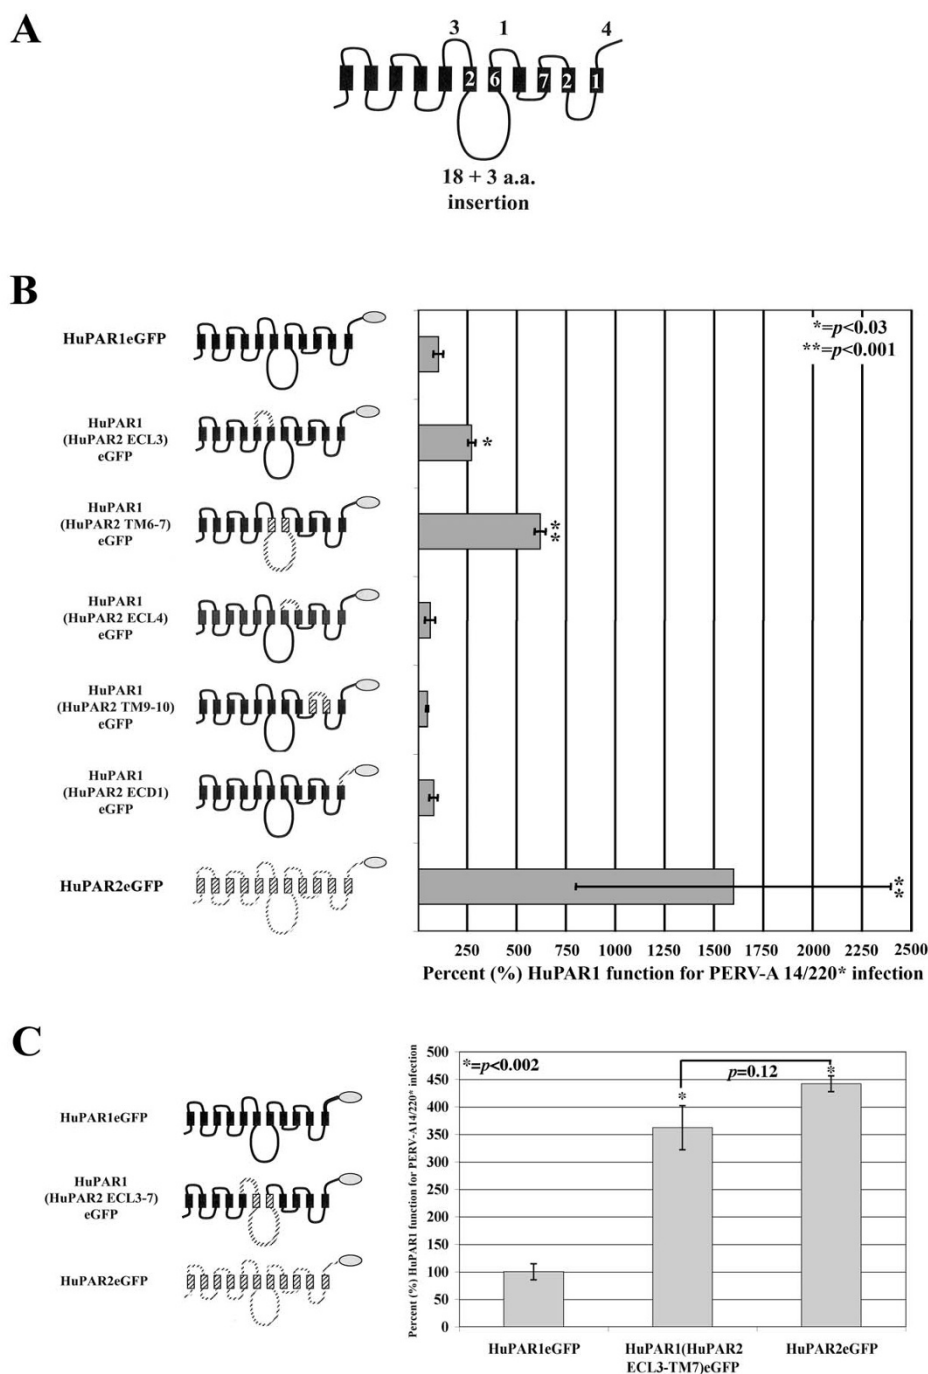 A
3 1 4
2 6 7 2 1
18 + 3 a.a.
insertion
B
HuPAR1eGFP
*=p<0.03
**=p<0.001
HuPAR1
(HuPAR2 ECL3)
eGFP
*
HuPAR1
(HuPAR2 TM6-7)
eGFP
**
HuPAR1
(HuPAR2 ECL4)
eGFP
HuPAR1
(HuPAR2 TM9-10)
eGFP
HuPAR1
(HuPAR2 ECD1)
eGFP
HuPAR2eGFP
**
250 500 750 1000 1250 1500 1750 2000 2250 2500
Percent (%) HuPAR1 function for PERV-A 14/220* infection
C
HuPAR1eGFP
HuPAR1
(HuPAR2 ECL3-7)
eGFP
HuPAR2eGFP
Percent (%) HuPAR1 function for PERV-A14/220* infection
500
450
400
350
300
250
200
150
100
50
0
*=p<0.002
p=0.12
*
*
HuPAR1eGFP
HuPAR1(HuPAR2
ECL3-TM7)eGFP
HuPAR2eGFP